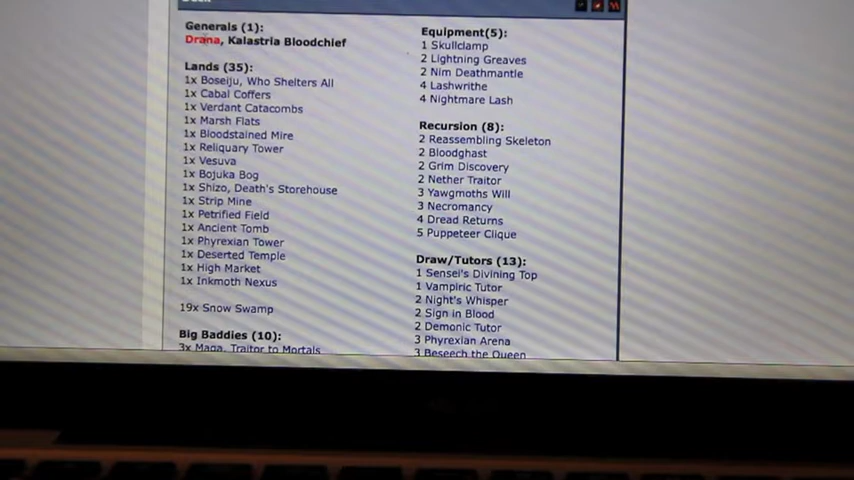 Generals (1):
Drana, Kalastria Bloodchief
Lands (35):
1x Boseiju, Who Shelters All
1x Cabal Coffers
1x Verdant Catacombs
1x Marsh Flats
1x Bloodstained Mire
1x Reliquary Tower
1x Vesuva
1x Bojuka Bog
1x Shizo, Death's Storehouse
1x Strip Mine
1x Petrified Field
1x Ancient Tomb
1x Phyrexian Tower
1x Deserted Temple
1x High Market
1x Inkmoth Nexus
19x Snow Swamp
Big Baddies (10):
3x Maga, Traitor to Mortals
Equipment(5):
1 Skullclamp
2 Lightning Greaves
2 Nim Deathmantle
4 Lashwrithe
4 Nightmare Lash
Recursion (8):
2 Reassembling Skeleton
2 Bloodghast
2 Grim Discovery
2 Nether Traitor
3 Yawgmoths Will
3 Necromancy
4 Dread Returns
5 Puppeteer Clique
Draw/Tutors (13):
1 Sensei's Divining Top
1 Vampiric Tutor
2 Night's Whisper
2 Sign in Blood
2 Demonic Tutor
3 Phyrexian Arena
3 Beseech the Queen